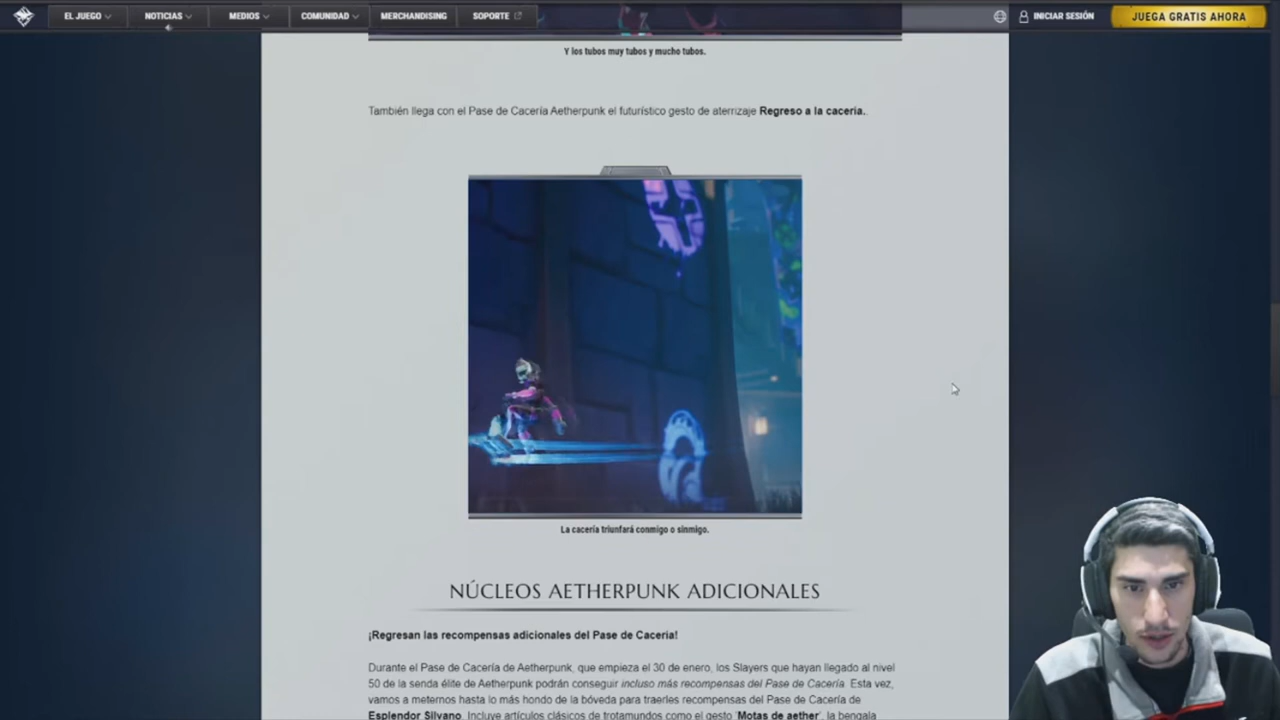 EL JUEGO
NOTICIAS
MEDIOS
COMUNIDAD
MERCHANDISING
SOPORTE
INICIAR SESIÓN
JUEGA GRATIS AHORA
Y los tubos muy tubos y mucho tubos.
También llega con el Pase de Cacería Aetherpunk el futurístico gesto de aterrizaje Regreso a la cacería.
La cacería triunfará conmigo o sinmigo.
NÚCLEOS AETHERPUNK ADICIONALES
¡Regresan las recompensas adicionales del Pase de Cacería!
Durante el Pase de Cacería de Aetherpunk, que empieza el 30 de enero, los Slayers que hayan llegado al nivel
50 de la senda élite de Aetherpunk podrán conseguir incluso más recompensas del Pase de Cacería. Esta vez,
vamos a meternos hasta lo más hondo de la bóveda para traerles recompensas del Pase de Cacería de
Esplendor Silvano. Incluye artículos clásicos de trotamundos como el gesto "Motas de aether", la bengala